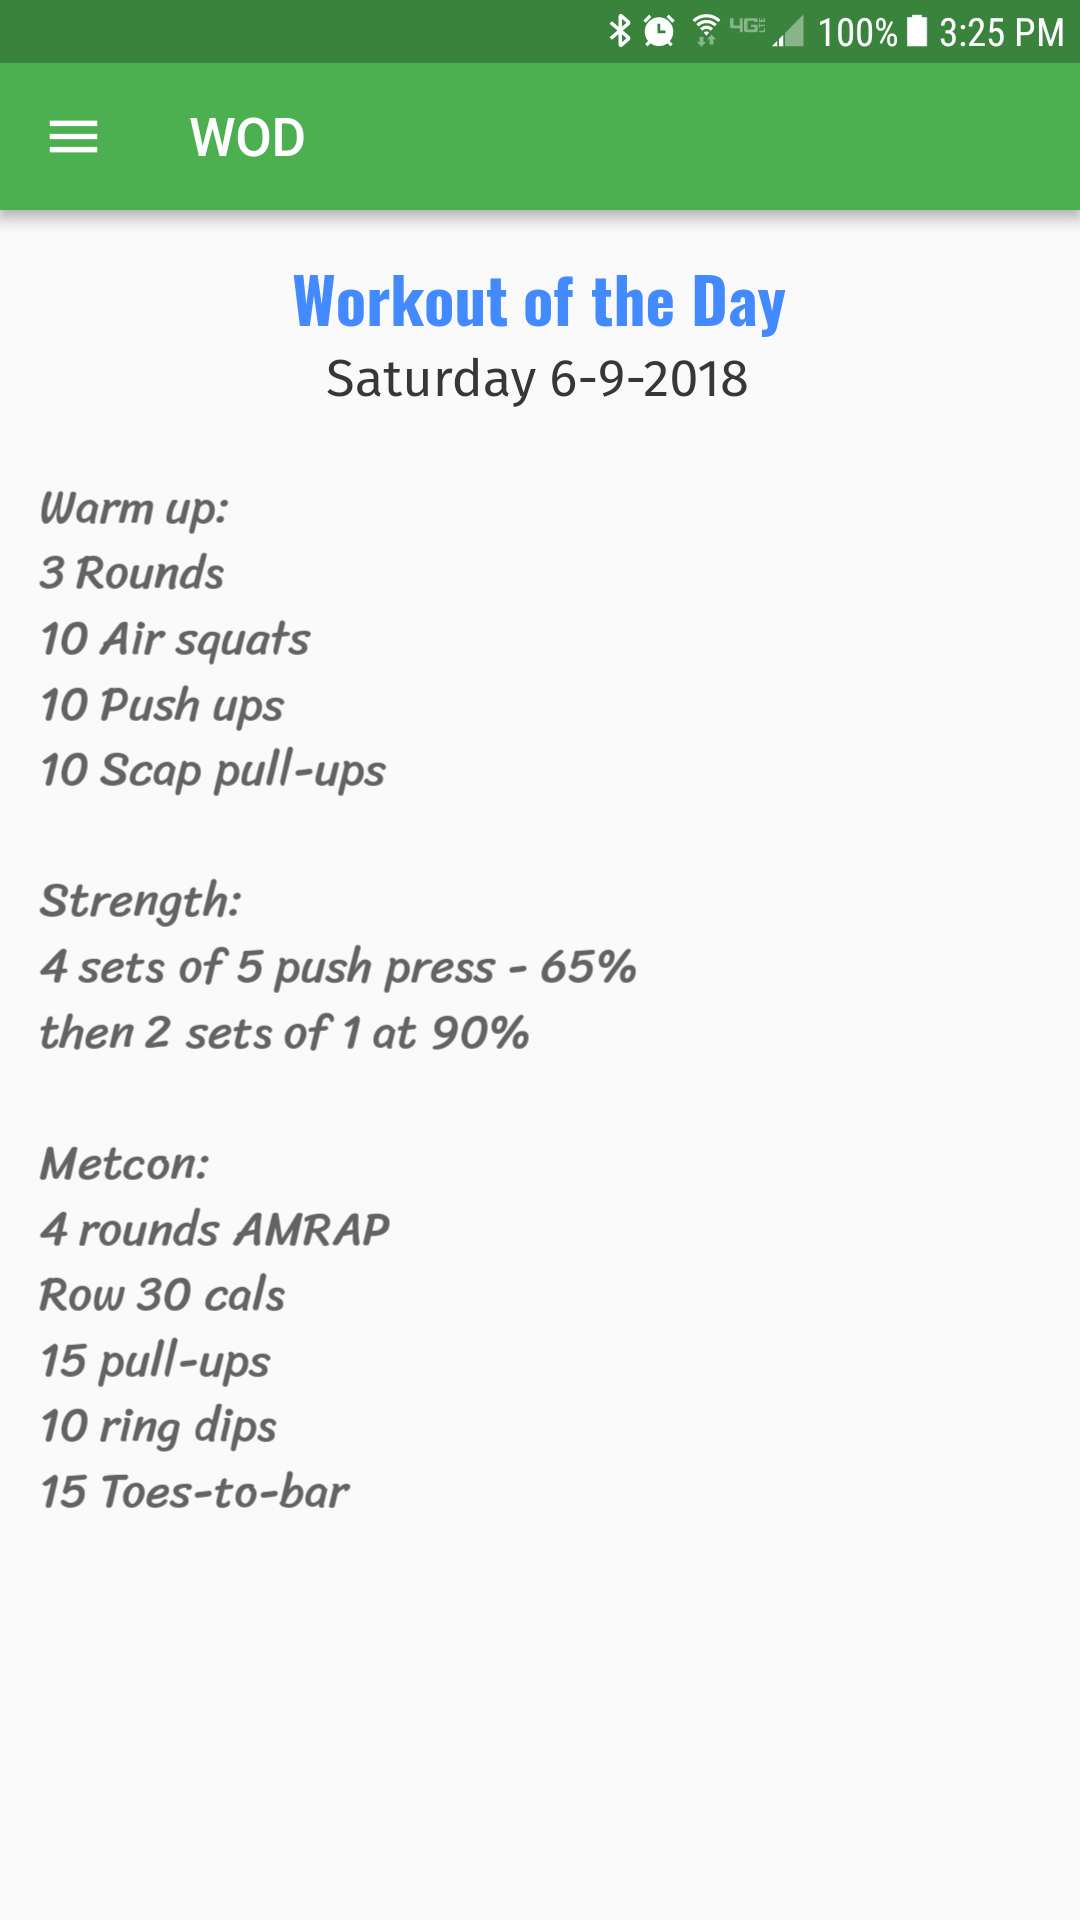 4G LTE 100% 3:25 PM
WOD
Workout of the Day
Saturday 6-9-2018
Warm up:
3 Rounds
10 Air squats
10 Push ups
10 Scap pull-ups
Strength:
4 sets of 5 push press - 65%
then 2 sets of 1 at 90%
Metcon:
4 rounds AMRAP
Row 30 cals
15 pull-ups
10 ring dips
15 Toes-to-bar